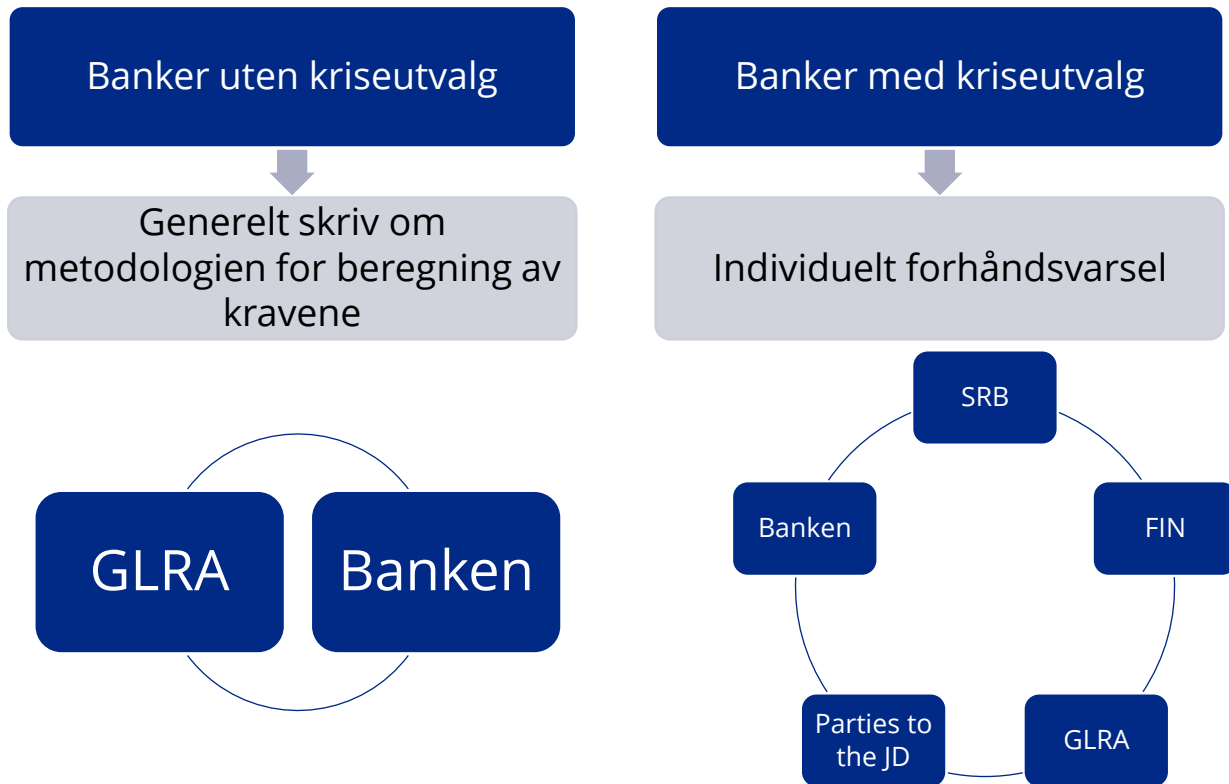 Banker uten kriseutvalg
Generelt skriv om
metodologien for beregning av
kravene
GLRA
Banken
Banker med kriseutvalg
Individuelt forhåndsvarsel
SRB
FIN
GLRA
Parties to
the JD
Banken